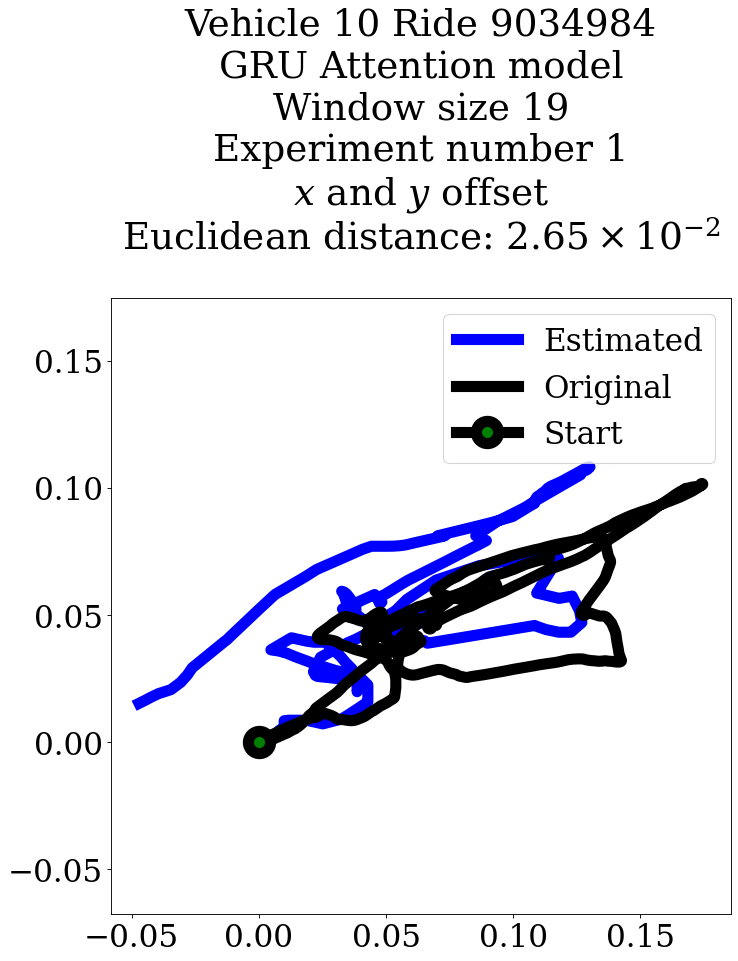 Vehicle 10 Ride 9034984
GRU Attention model
Window size 19
Experiment number 1
x and y offset
Euclidean distance: 2.65 × 10⁻²
Estimated
Original
Start
0.15
0.10
0.05
0.00
−0.05
−0.05 0.00 0.05 0.10 0.15